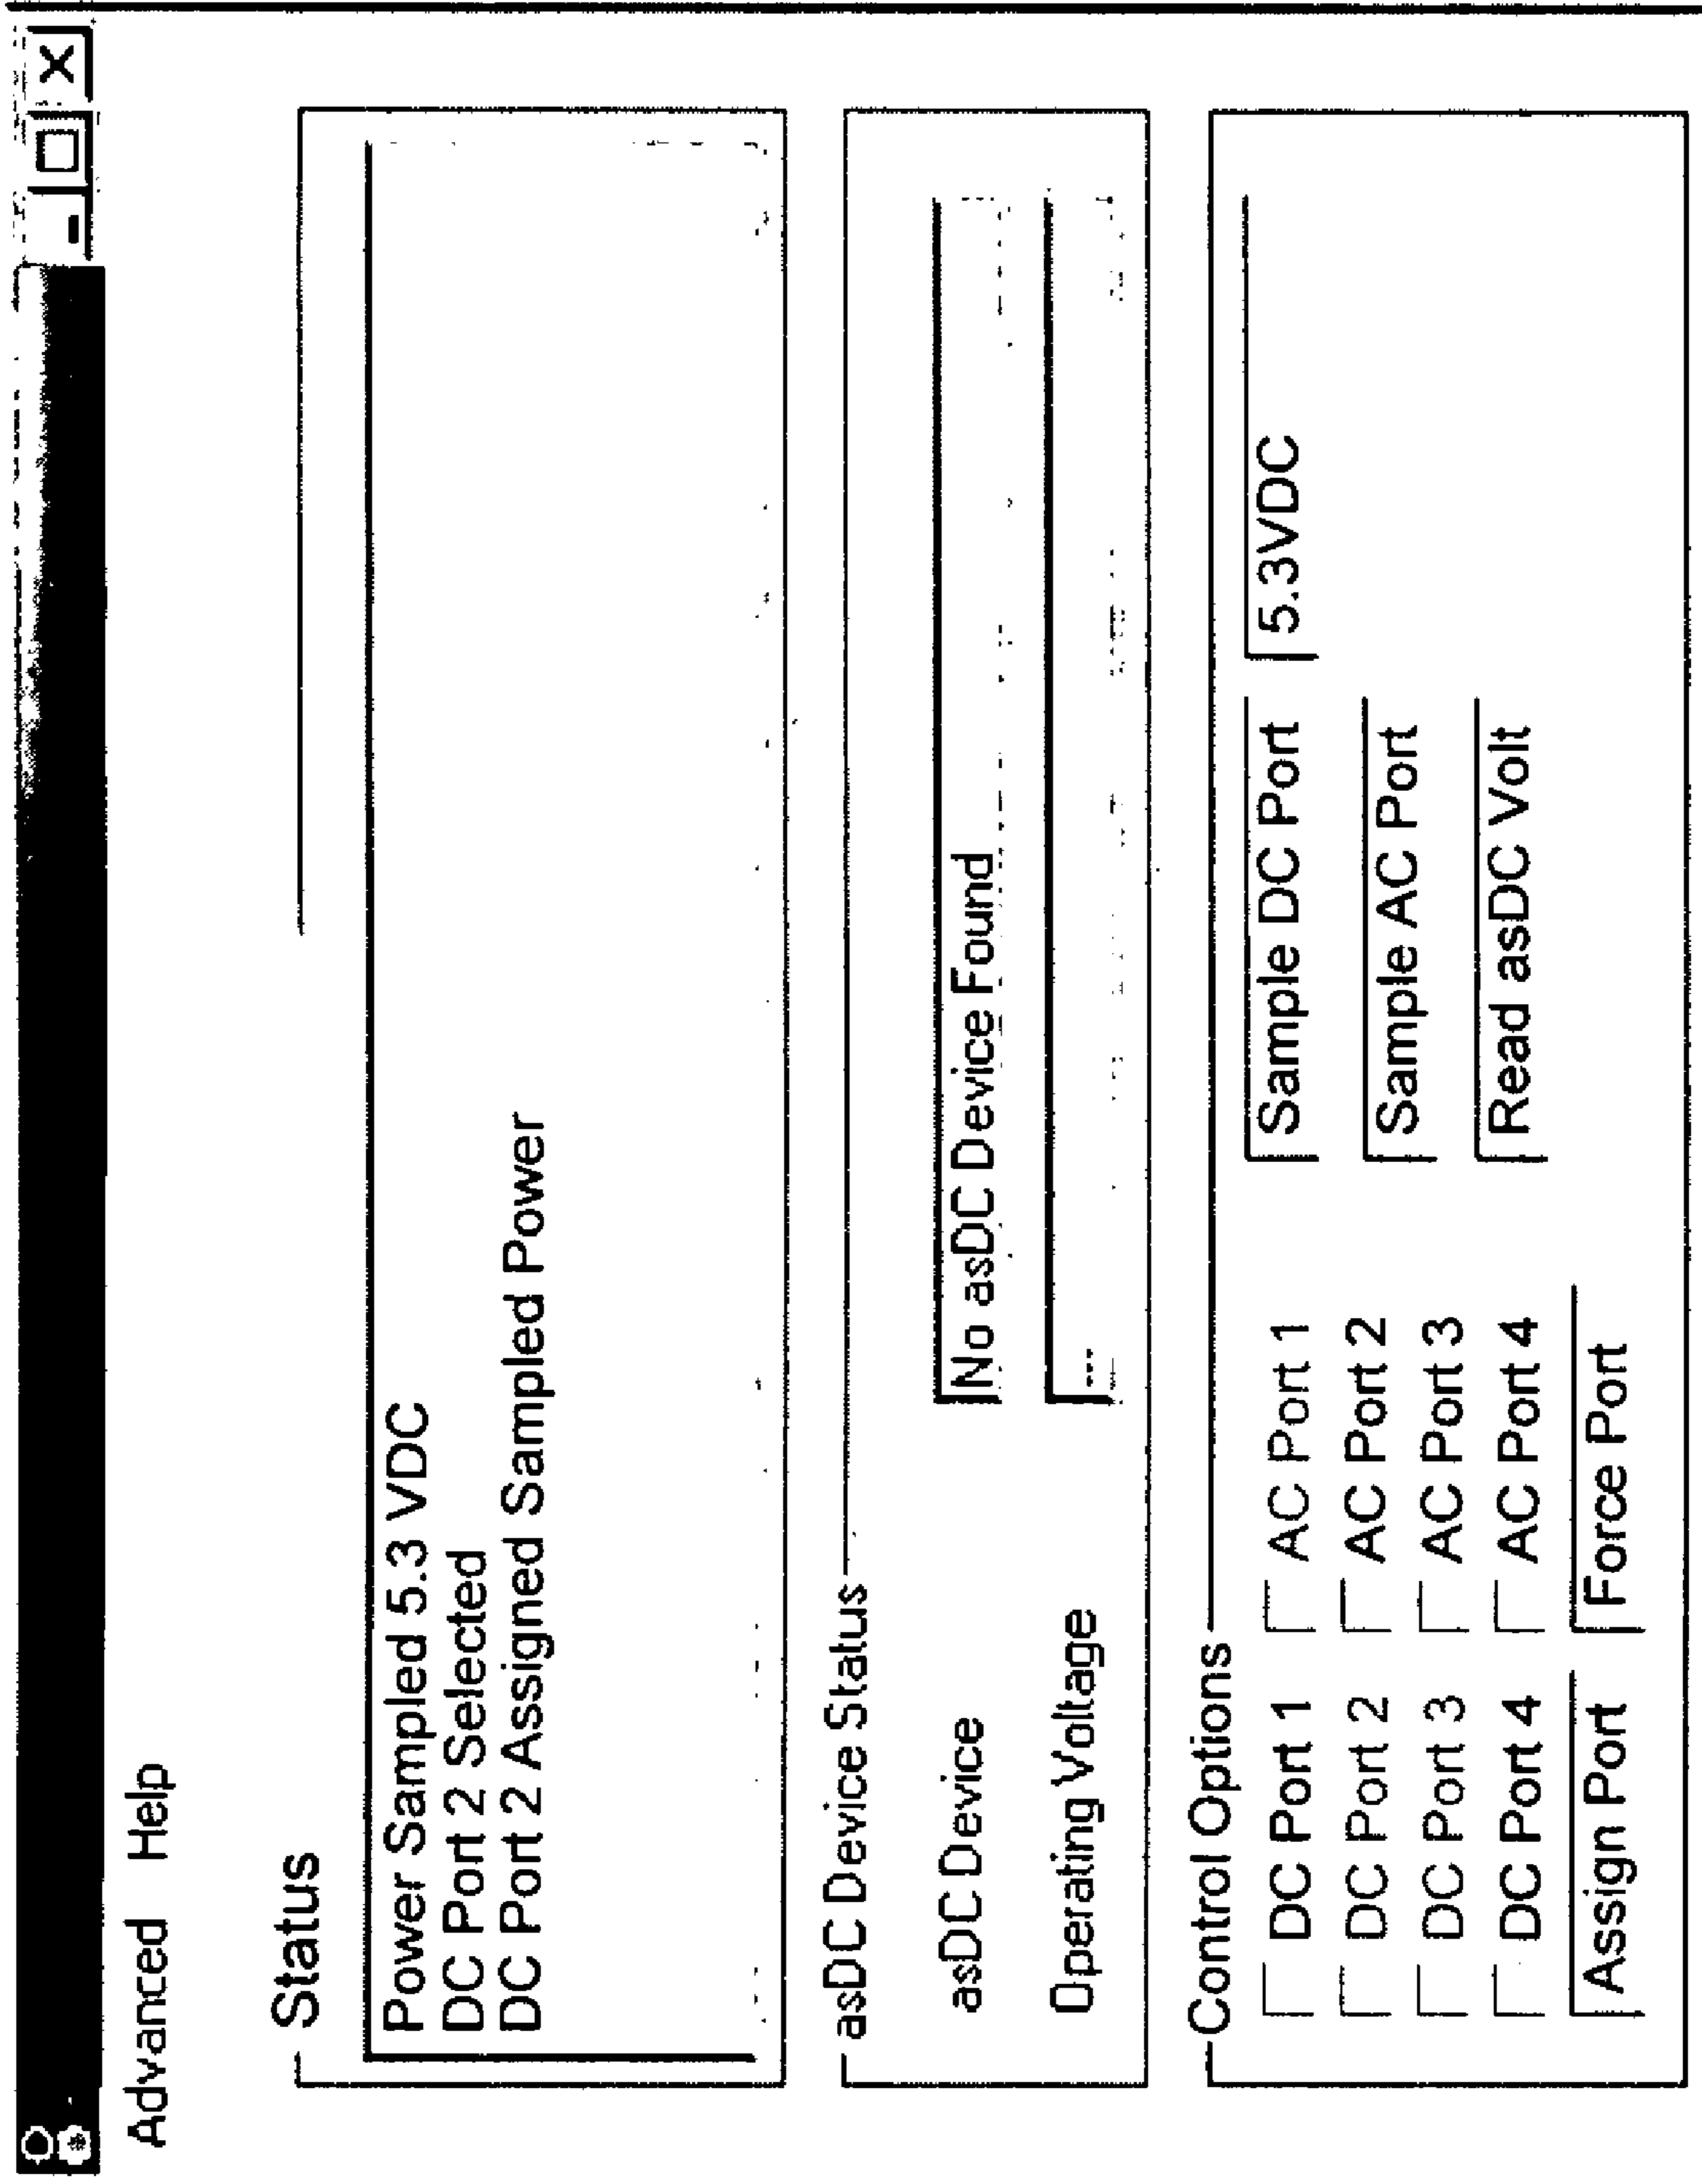 Advanced Help
Status
Power Sampled 5.3 VDC
DC Port 2 Selected
DC Port 2 Assigned Sampled Power
asDC Device Status
asDC Device No asDC Device Found
Operating Voltage ---
Control Options
DC Port 1 AC Port 1 Sample DC Port 5.3VDC
DC Port 2 AC Port 2 Sample AC Port
DC Port 3 AC Port 3 Read asDC Volt
DC Port 4 AC Port 4
Assign Port Force Port